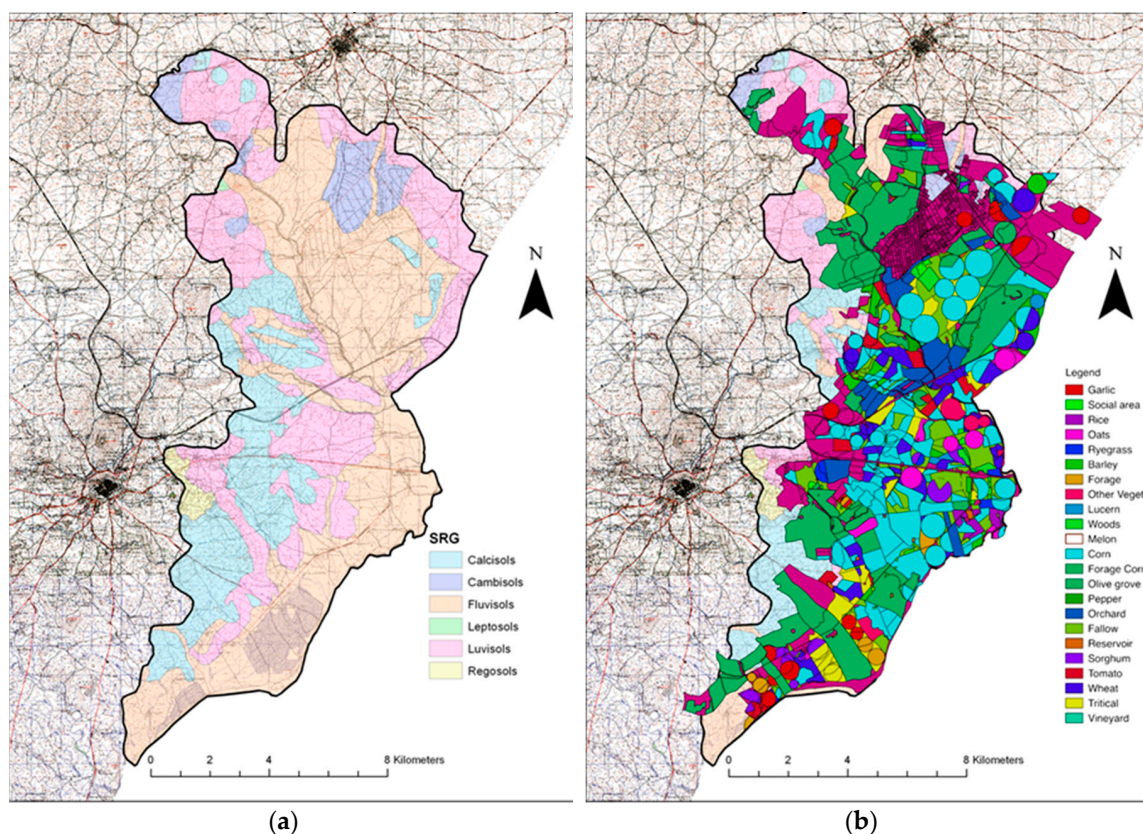 N
SRG
Calcisols
Cambisols
Fluvisols
Leptosols
Luvisols
Regosols
0 2 4 8 Kilometers
(a)
N
Legend
Garlic
Social area
Rice
Oats
Ryegrass
Barley
Forage
Other Veget
Lucern
Woods
Melon
Corn
Forage Corn
Olive grove
Pepper
Orchard
Fallow
Reservoir
Sorghum
Tomato
Wheat
Tritical
Vineyard
0 2 4 8 Kilometers
(b)